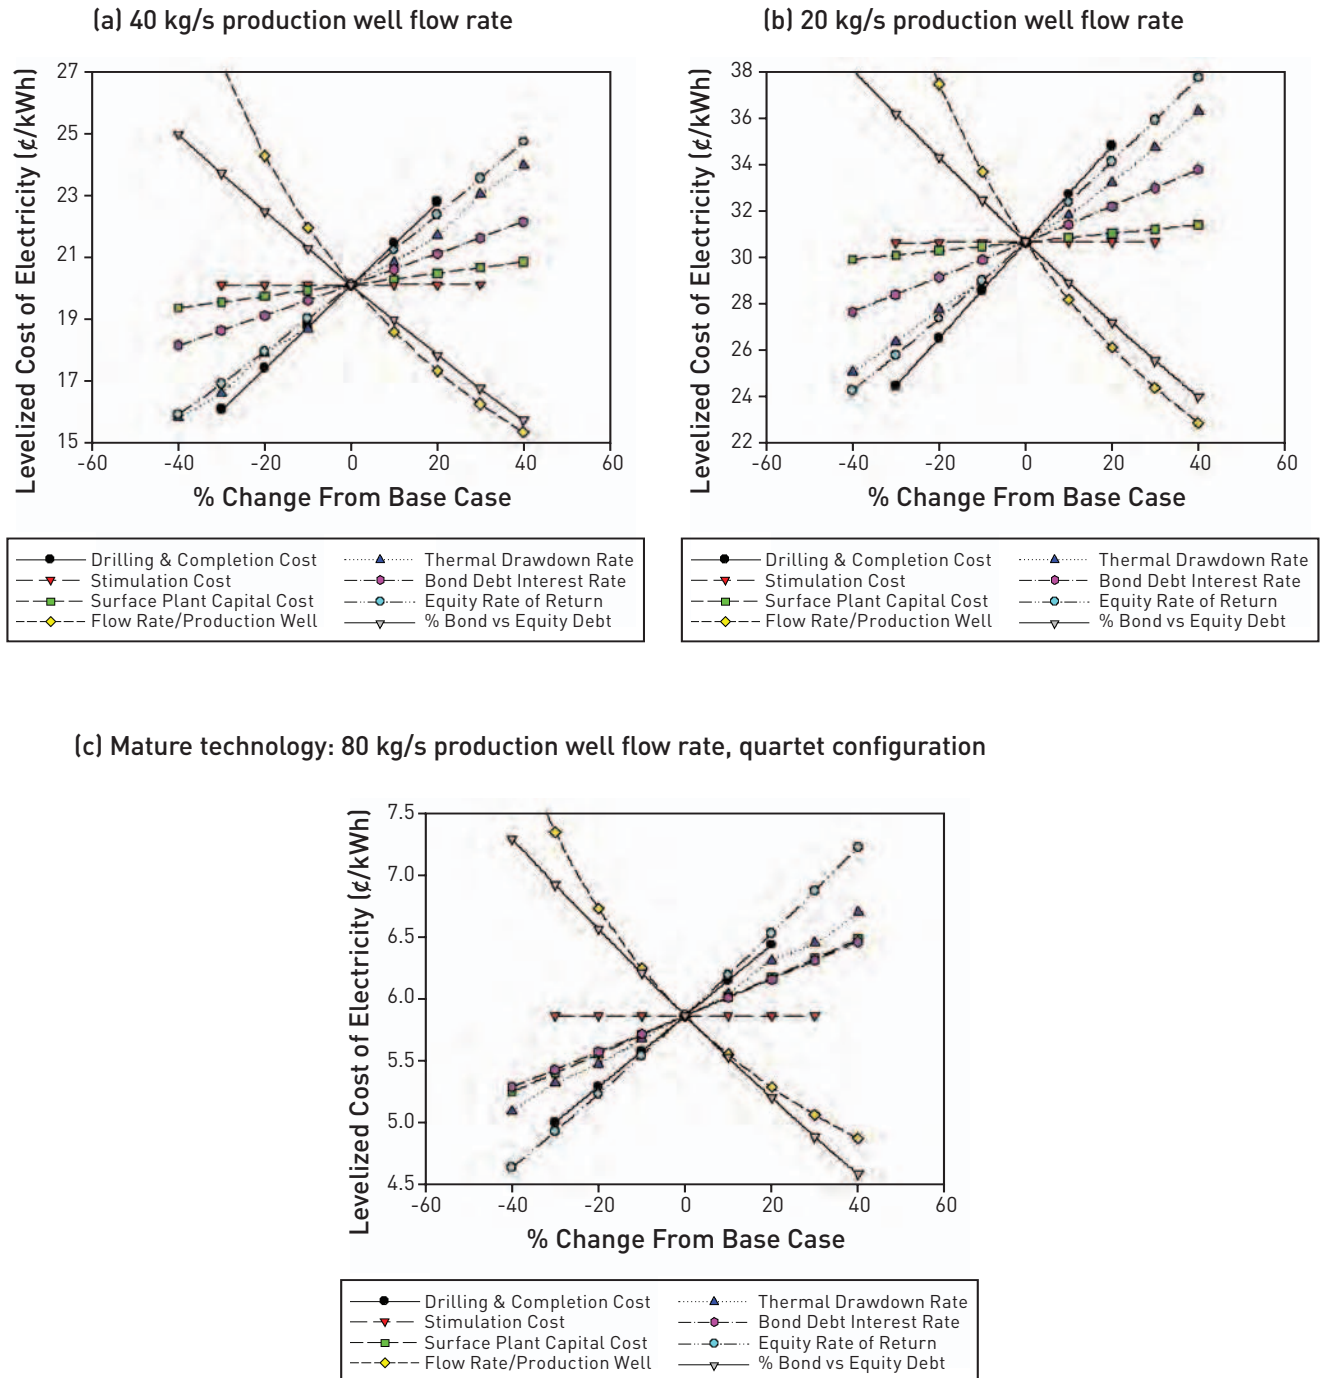 (a) 40 kg/s production well flow rate
Levelized Cost of Electricity (¢/kWh)
27
25
23
21
19
17
15
-60 -40 -20 0 20 40 60
% Change From Base Case
Drilling & Completion Cost
Stimulation Cost
Surface Plant Capital Cost
Flow Rate/Production Well
Thermal Drawdown Rate
Bond Debt Interest Rate
Equity Rate of Return
% Bond vs Equity Debt
(b) 20 kg/s production well flow rate
Levelized Cost of Electricity (¢/kWh)
38
36
34
32
30
28
26
24
22
-60 -40 -20 0 20 40 60
% Change From Base Case
Drilling & Completion Cost
Stimulation Cost
Surface Plant Capital Cost
Flow Rate/Production Well
Thermal Drawdown Rate
Bond Debt Interest Rate
Equity Rate of Return
% Bond vs Equity Debt
(c) Mature technology: 80 kg/s production well flow rate, quartet configuration
Levelized Cost of Electricity (¢/kWh)
7.5
7.0
6.5
6.0
5.5
5.0
4.5
-60 -40 -20 0 20 40 60
% Change From Base Case
Drilling & Completion Cost
Stimulation Cost
Surface Plant Capital Cost
Flow Rate/Production Well
Thermal Drawdown Rate
Bond Debt Interest Rate
Equity Rate of Return
% Bond vs Equity Debt